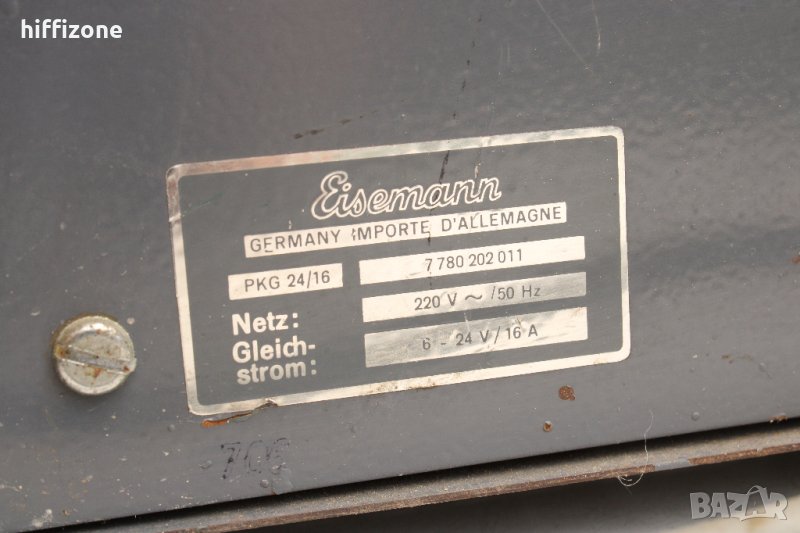 hiffizone
Eisemann
GERMANY IMPORTE D'ALLEMAGNE
PKG 24/16
7 780 202 011
Netz:
220 V ~ /50 Hz
Gleich-
strom:
6 - 24 V / 16 A
BAZAR